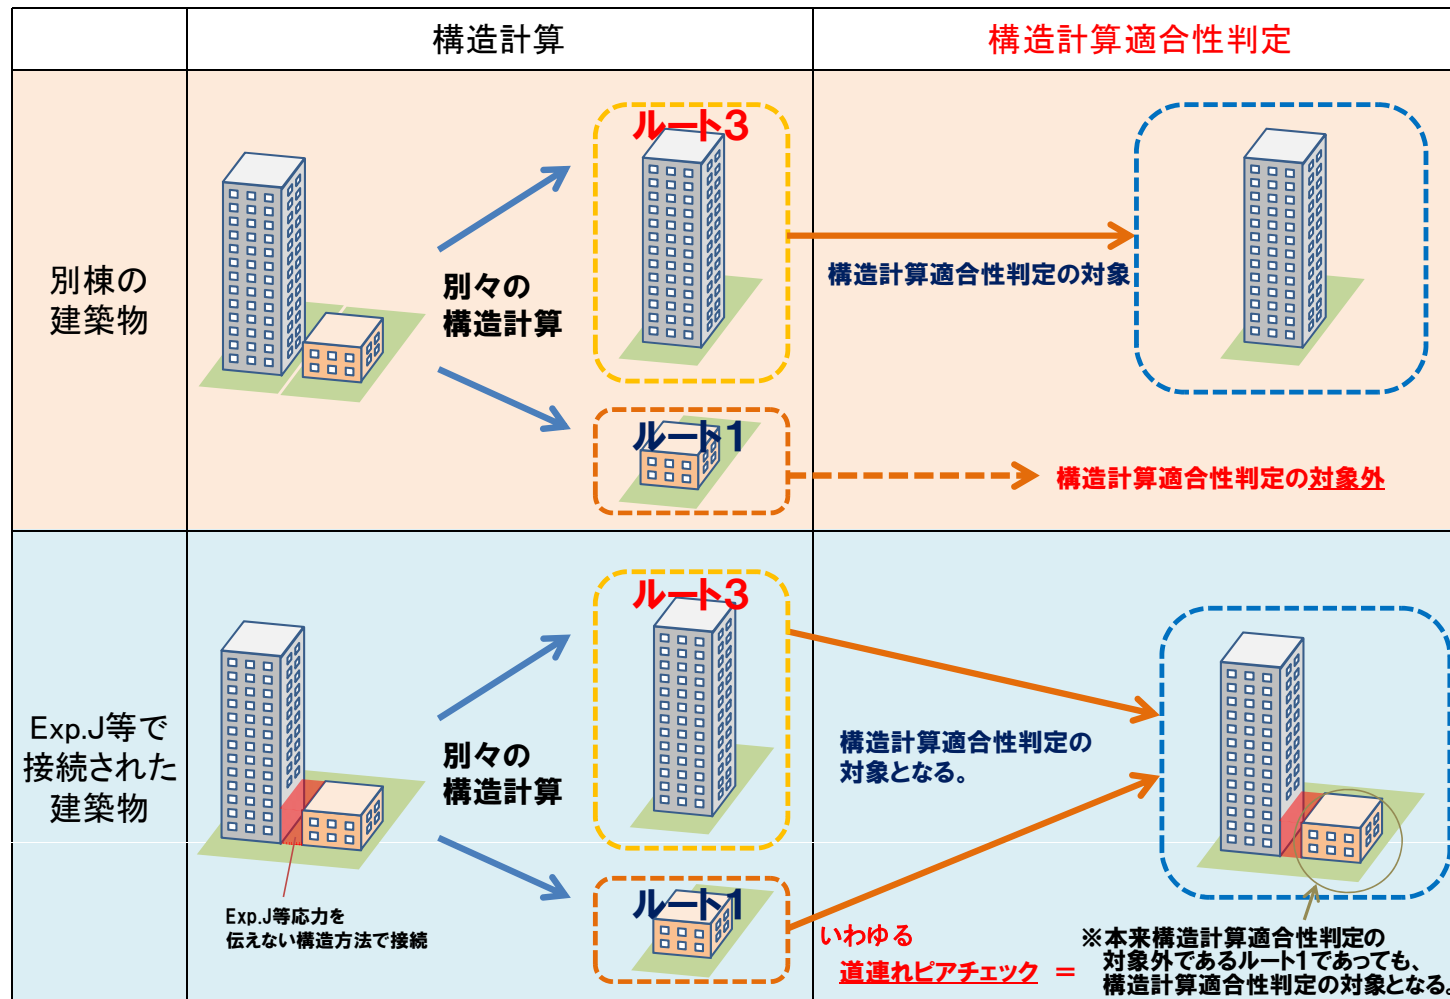 構造計算
構造計算適合性判定
別棟の
建築物
別々の
構造計算
ルート3
ルート1
構造計算適合性判定の対象
構造計算適合性判定の対象外
Exp.J等で
接続された
建築物
Exp.J等応力を
伝えない構造方法で接続
別々の
構造計算
ルート3
ルート1
構造計算適合性判定の
対象となる。
いわゆる
道連れピアチェック =
※本来構造計算適合性判定の
対象外であるルート1であっても、
構造計算適合性判定の対象となる。